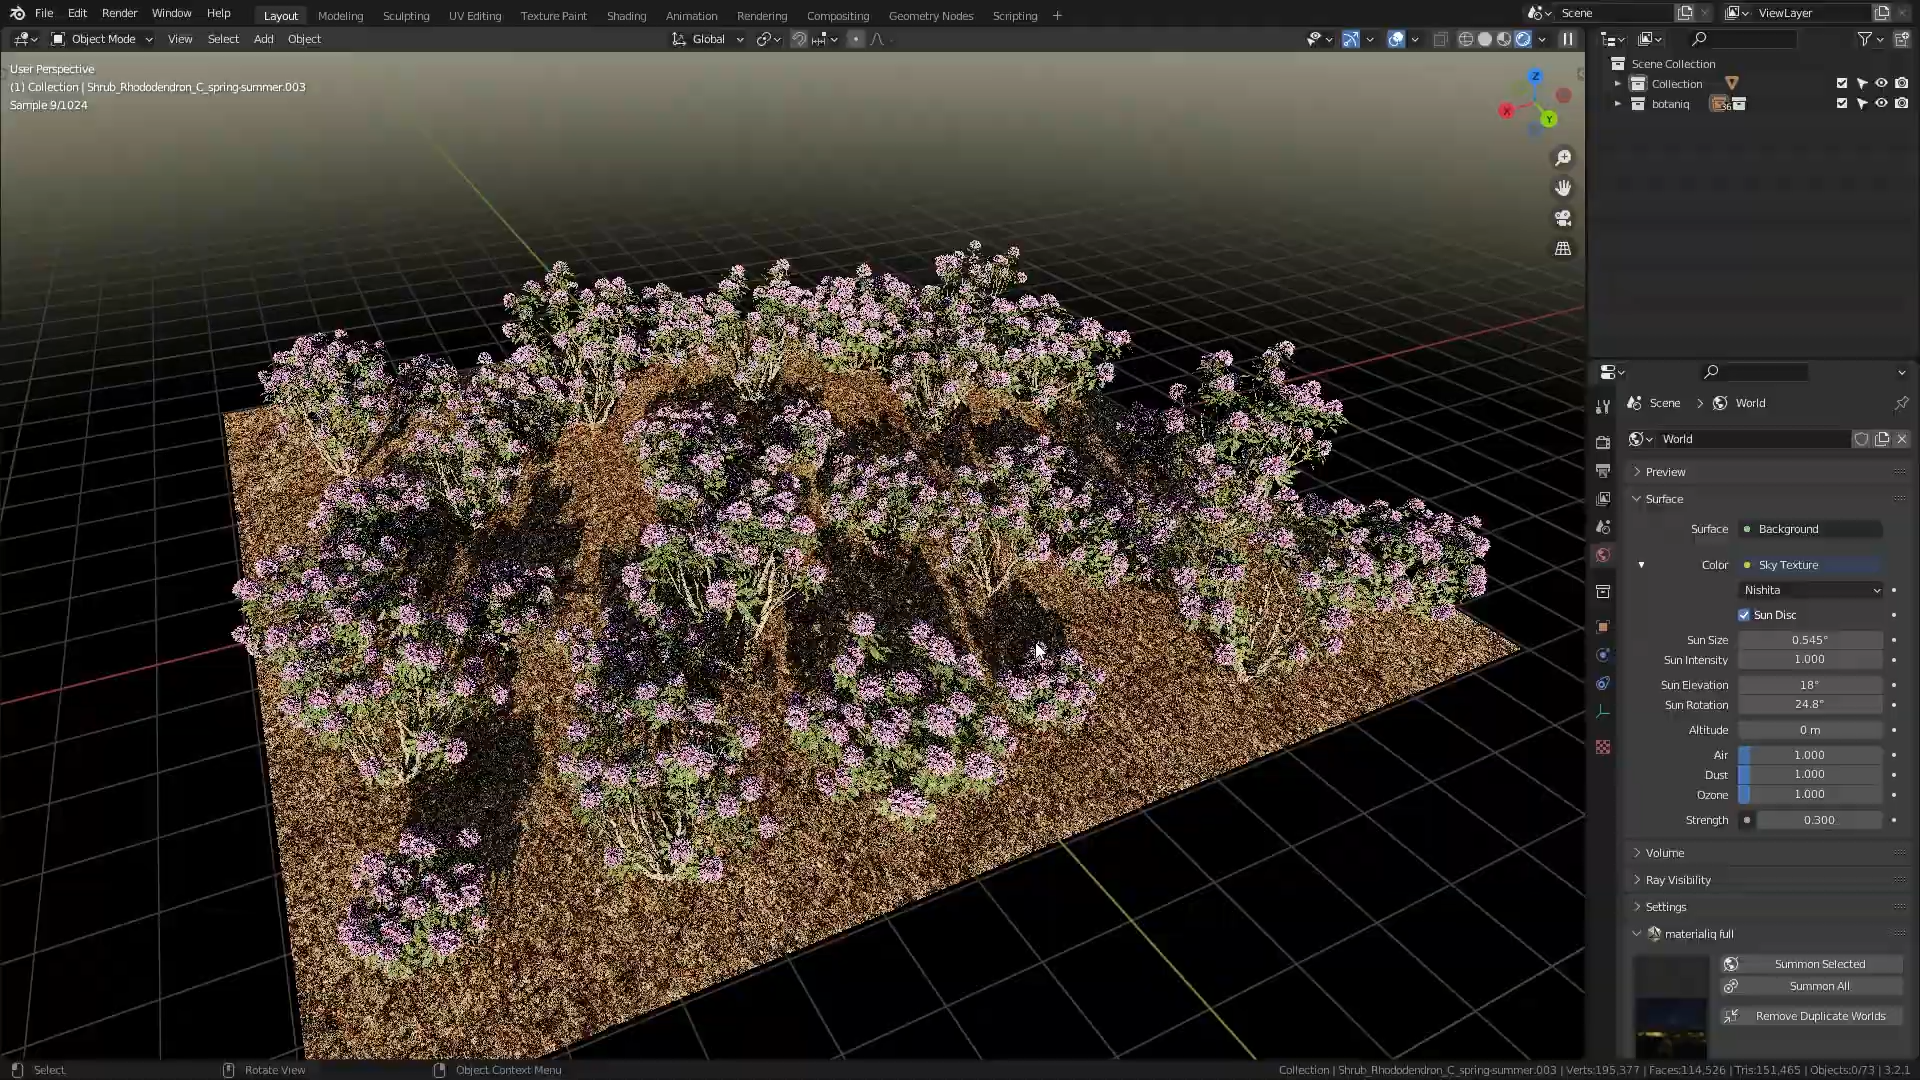 File Edit Render Window Help Layout Modeling Sculpting UV Editing Texture Paint Shading Animation Rendering Compositing Geometry Nodes Scripting + Scene ViewLayer
Object Mode View Select Add Object Global
User Perspective
(1) Collection | Shrub_Rhododendron_C_spring-summer.003
Sample 9/1024
Z
X
Y
Scene Collection
Collection
botaniq 36
Scene > World
World
Preview
Surface
Surface Background
Color Sky Texture
Nishita
Sun Disc
Sun Size 0.545°
Sun Intensity 1.000
Sun Elevation 18°
Sun Rotation 24.8°
Altitude 0 m
Air 1.000
Dust 1.000
Ozone 1.000
Strength 0.300
Volume
Ray Visibility
Settings
materialiq full
Summon Selected
Summon All
Remove Duplicate Worlds
Select Rotate View Object Context Menu Collection | Shrub_Rhododendron_C_spring-summer.003 | Verts:195,377 | Faces:114,526 | Tris:151,465 | Objects:0/73 | 3.2.1